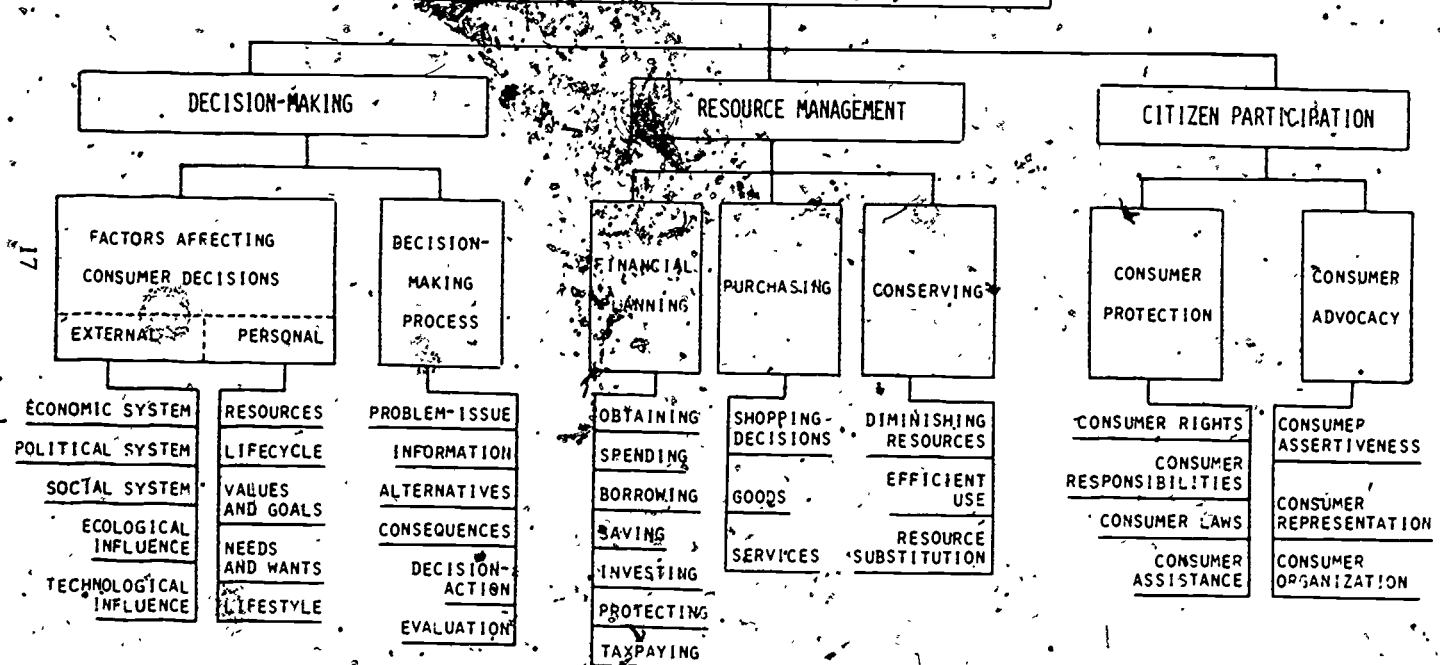 DECISION-MAKING
RESOURCE MANAGEMENT
CITIZEN PARTICIPATION
17
FACTORS AFFECTING
CONSUMER DECISIONS
EXTERNAL
PERSONAL
DECISION-
MAKING
PROCESS
FINANCIAL
PLANNING
PURCHASING
CONSERVING
CONSUMER
PROTECTION
CONSUMER
ADVOCACY
ECONOMIC SYSTEM
POLITICAL SYSTEM
SOCIAL SYSTEM
ECOLOGICAL
INFLUENCE
TECHNOLOGICAL
INFLUENCE
RESOURCES
LIFECYCLE
VALUES
AND GOALS
NEEDS
AND WANTS
LIFESTYLE
PROBLEM-ISSUE
INFORMATION
ALTERNATIVES
CONSEQUENCES
DECISION-
ACTION
EVALUATION
OBTAINING
SPENDING
BORROWING
SAVING
INVESTING
PROTECTING
TAXPAYING
SHOPPING-
DECISIONS
GOODS
SERVICES
DIMINISHING
RESOURCES
EFFICIENT
USE
RESOURCE
SUBSTITUTION
CONSUMER RIGHTS
CONSUMER
RESPONSIBILITIES
CONSUMER LAWS
CONSUMER
ASSISTANCE
CONSUMER
ASSERTIVENESS
CONSUMER
REPRESENTATION
CONSUMER
ORGANIZATION